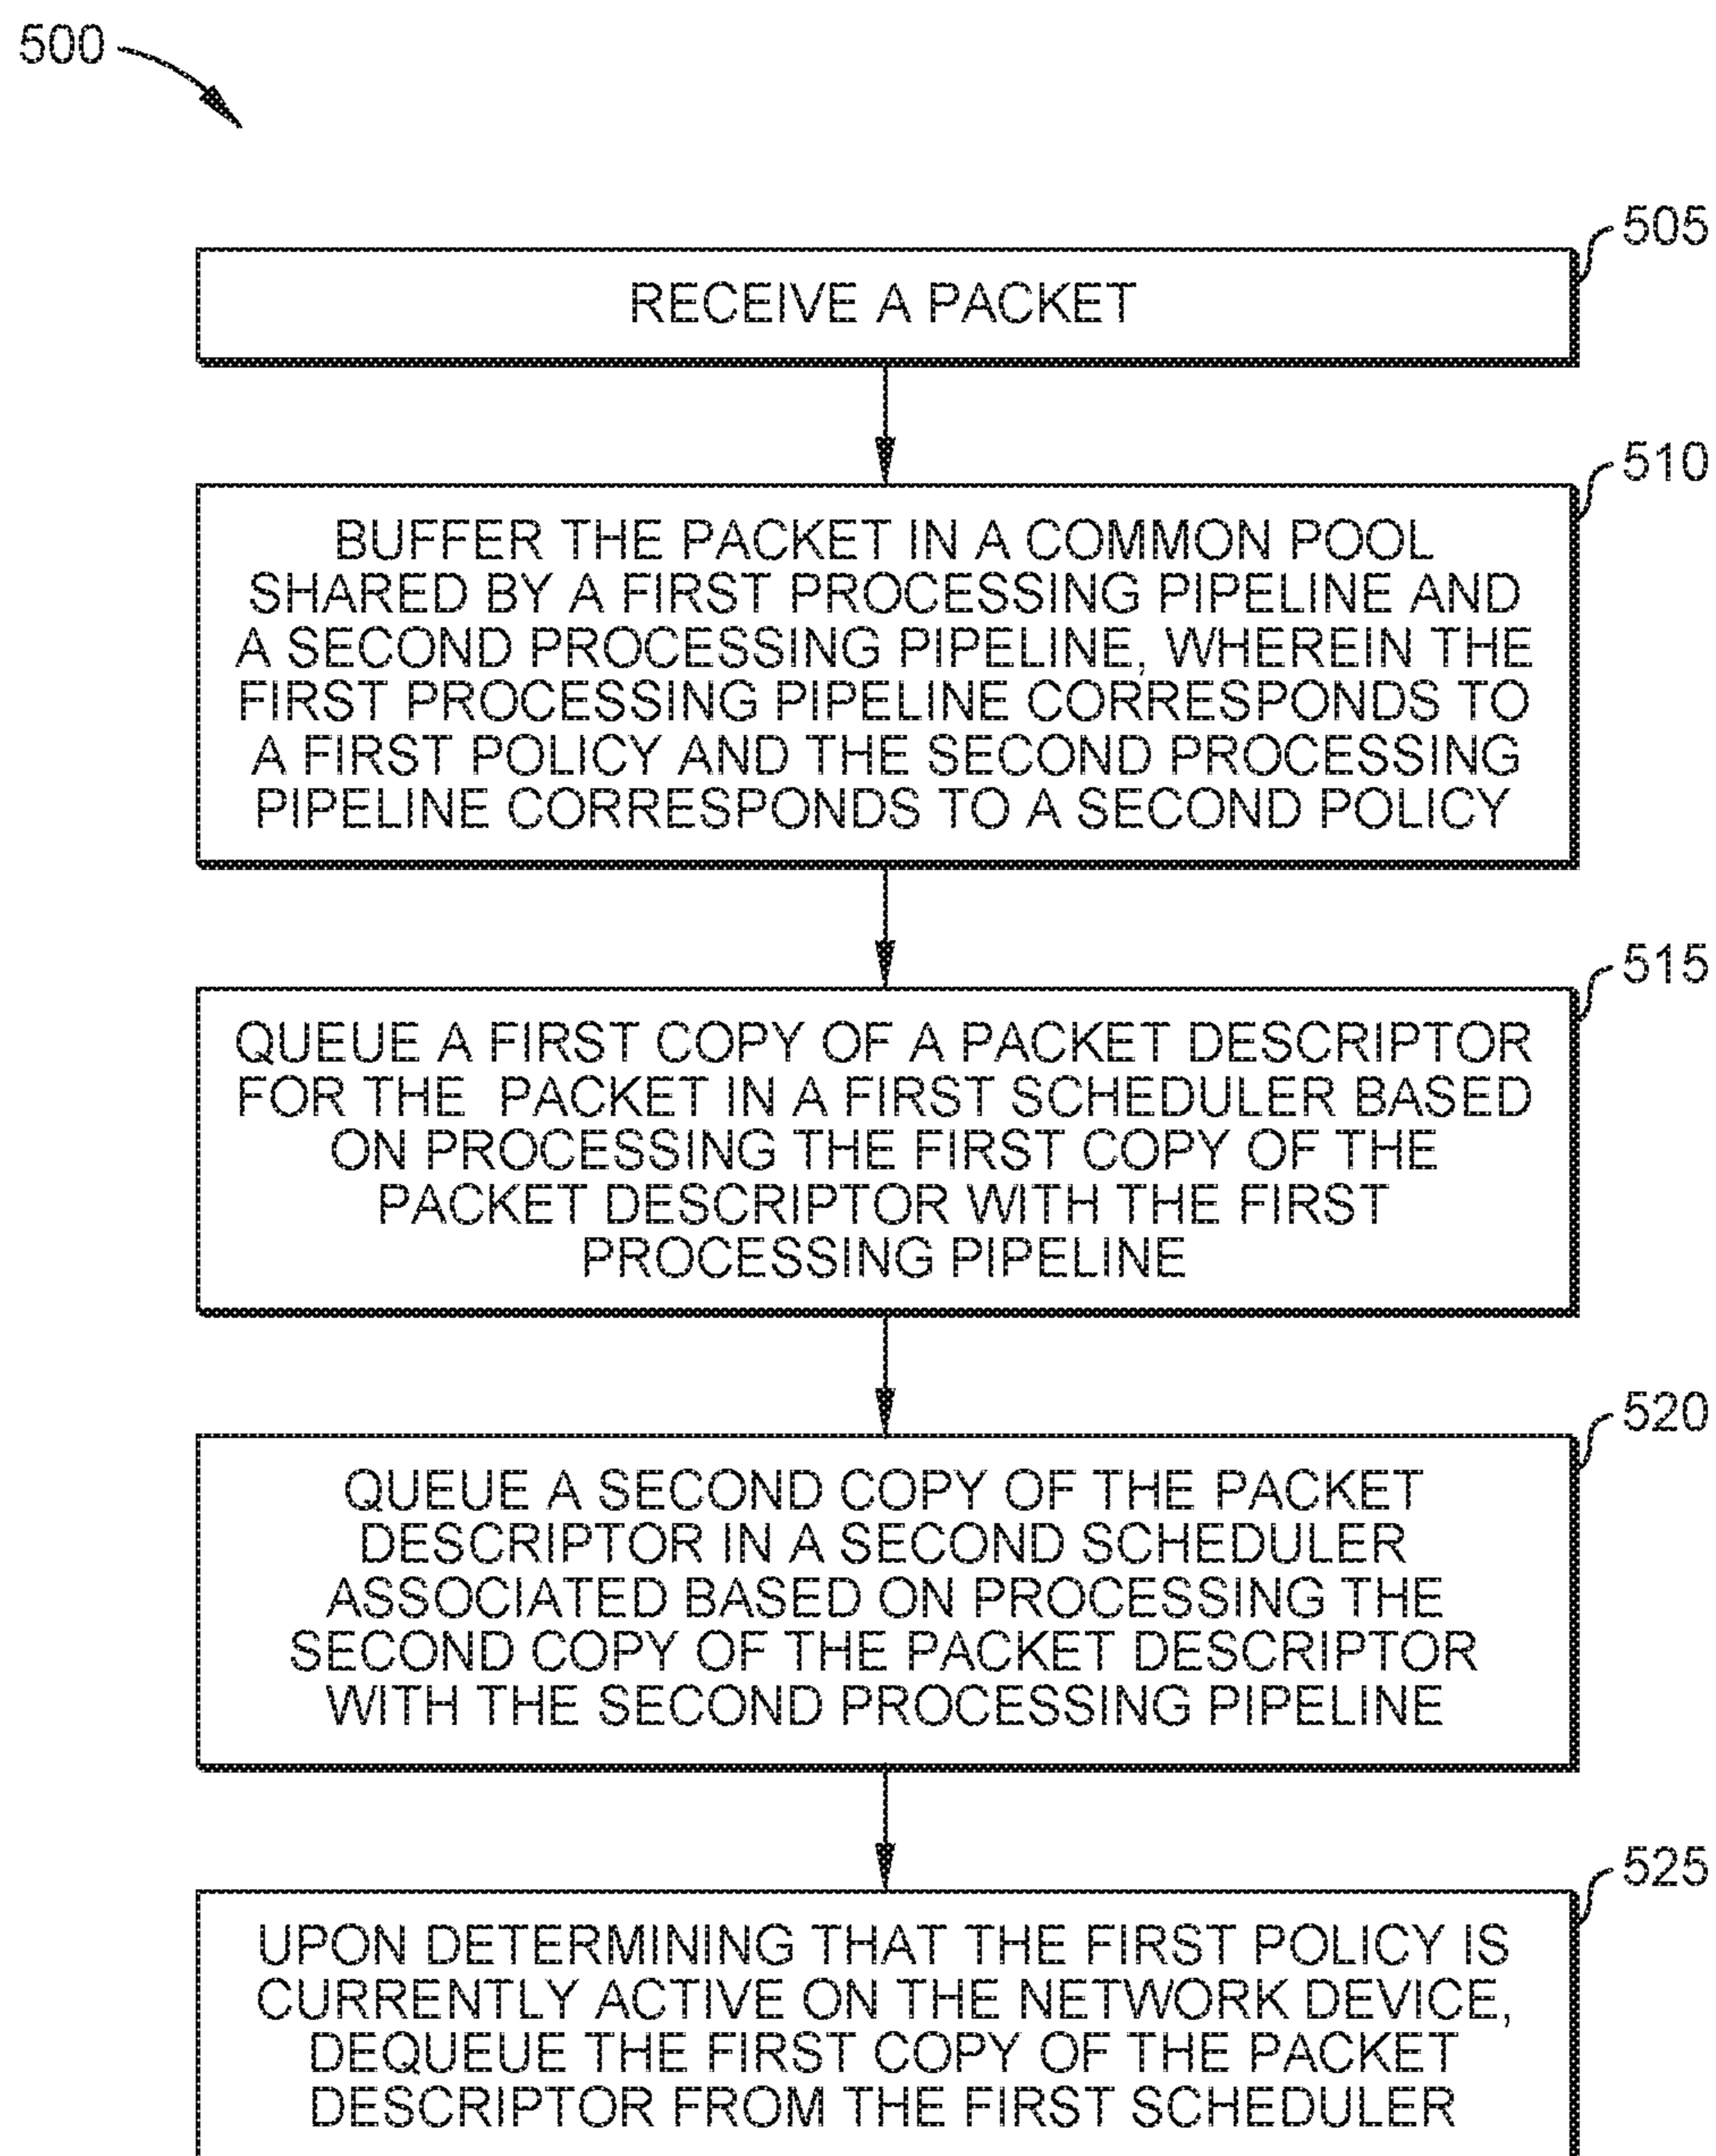 500
505
RECEIVE A PACKET
510
BUFFER THE PACKET IN A COMMON POOL
SHARED BY A FIRST PROCESSING PIPELINE AND
A SECOND PROCESSING PIPELINE, WHEREIN THE
FIRST PROCESSING PIPELINE CORRESPONDS TO
A FIRST POLICY AND THE SECOND PROCESSING
PIPELINE CORRESPONDS TO A SECOND POLICY
515
QUEUE A FIRST COPY OF A PACKET DESCRIPTOR
FOR THE PACKET IN A FIRST SCHEDULER BASED
ON PROCESSING THE FIRST COPY OF THE
PACKET DESCRIPTOR WITH THE FIRST
PROCESSING PIPELINE
520
QUEUE A SECOND COPY OF THE PACKET
DESCRIPTOR IN A SECOND SCHEDULER
ASSOCIATED BASED ON PROCESSING THE
SECOND COPY OF THE PACKET DESCRIPTOR
WITH THE SECOND PROCESSING PIPELINE
525
UPON DETERMINING THAT THE FIRST POLICY IS
CURRENTLY ACTIVE ON THE NETWORK DEVICE,
DEQUEUE THE FIRST COPY OF THE PACKET
DESCRIPTOR FROM THE FIRST SCHEDULER